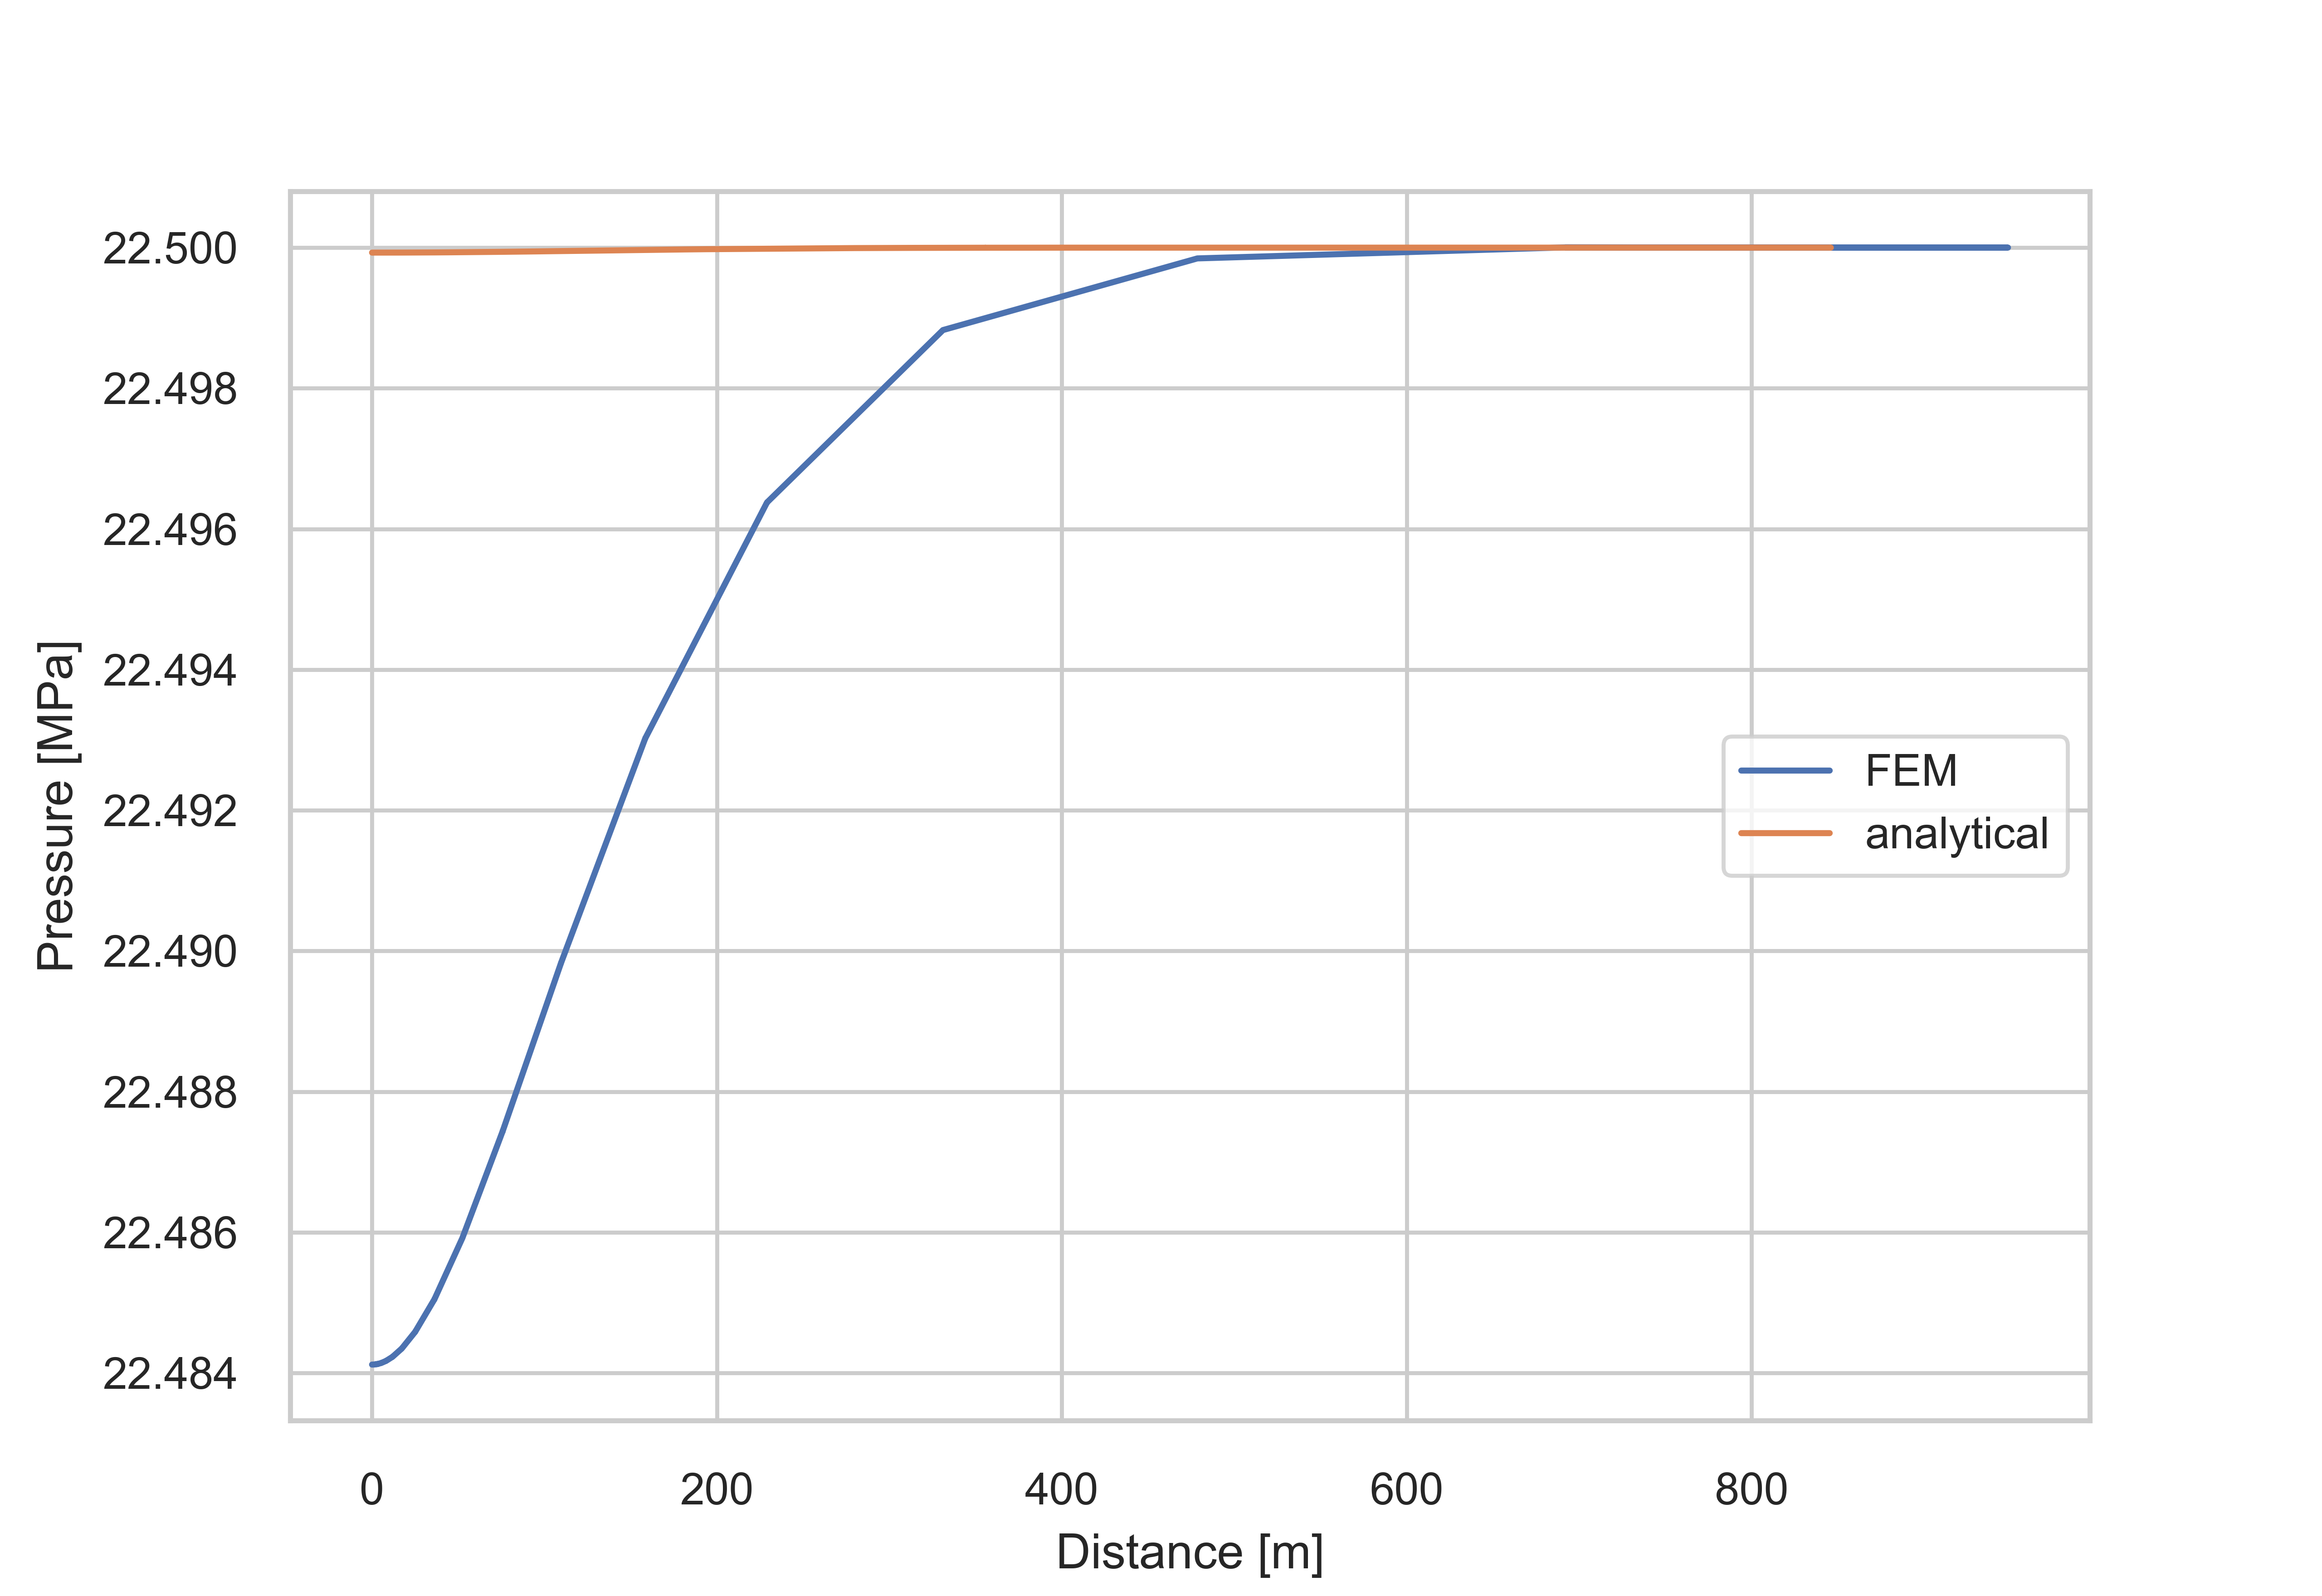 Pressure [MPa]
22.500
22.498
22.496
22.494
22.492
22.490
22.488
22.486
22.484
FEM
analytical
0 200 400 600 800
Distance [m]